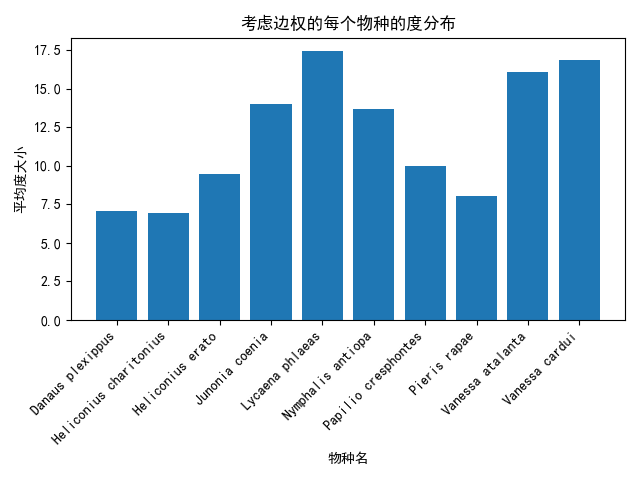 考虑边权的每个物种的度分布
平均度大小
17.5
15.0
12.5
10.0
7.5
5.0
2.5
0.0
Danaus plexippus
Heliconius charitonius
Heliconius erato
Junonia coenia
Lycaena phlaeas
Nymphalis antiopa
Papilio cresphontes
Pieris rapae
Vanessa atalanta
Vanessa cardui
物种名